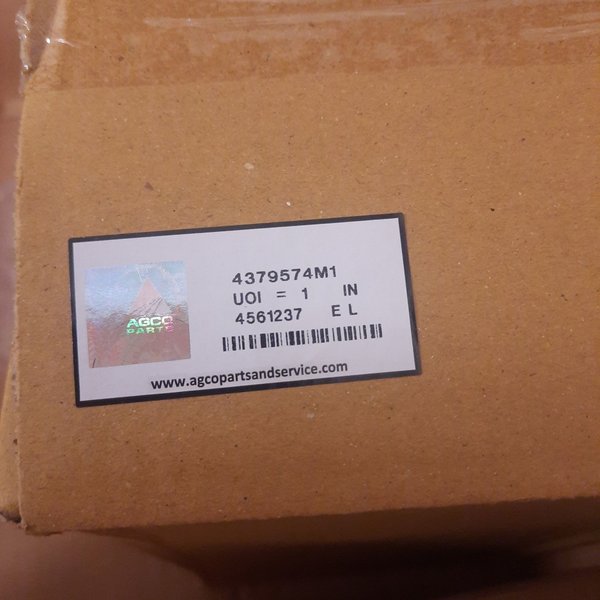 AGCO
PARTS
4379574M1
UOI = 1 IN
4561237 E L
www.agcopartsandservice.com